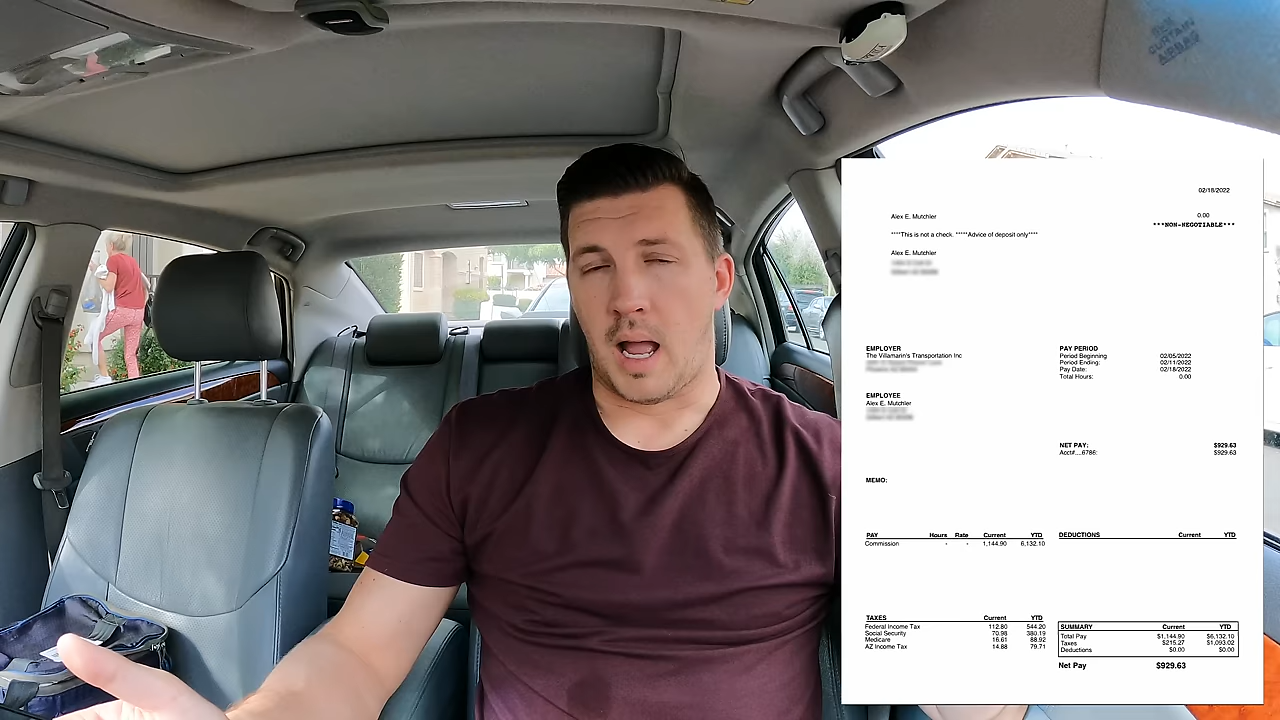 02/18/2022
Alex E. Mutchler 0.00
***NON-NEGOTIABLE***
****This is not a check. *****Advice of deposit only****
Alex E. Mutchler
EMPLOYER
The Villamarin's Transportation Inc
PAY PERIOD
Period Beginning 02/05/2022
Period Ending: 02/11/2022
Pay Date: 02/18/2022
Total Hours: 0.00
EMPLOYEE
Alex E. Mutchler
NET PAY: $929.63
Acct#....6786: $929.63
MEMO:
PAY Hours Rate Current YTD
Commission - - 1,144.90 6,132.10
DEDUCTIONS Current YTD
TAXES Current YTD
Federal Income Tax 112.80 544.20
Social Security 70.98 380.19
Medicare 16.61 88.92
AZ Income Tax 14.88 79.71
SUMMARY Current YTD
Total Pay $1,144.90 $6,132.10
Taxes $215.27 $1,093.02
Deductions $0.00 $0.00
Net Pay $929.63